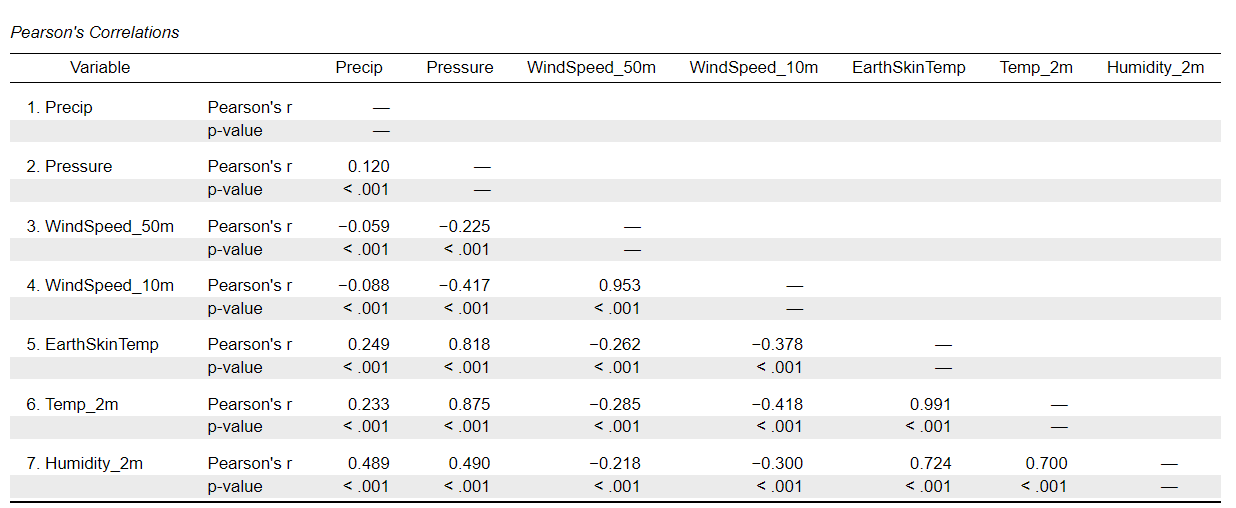 Pearson's Correlations
Variable Precip Pressure WindSpeed_50m WindSpeed_10m EarthSkinTemp Temp_2m Humidity_2m
1. Precip Pearson's r —
p-value —
2. Pressure Pearson's r 0.120 —
p-value < .001 —
3. WindSpeed_50m Pearson's r −0.059 −0.225 —
p-value < .001 < .001 —
4. WindSpeed_10m Pearson's r −0.088 −0.417 0.953 —
p-value < .001 < .001 < .001 —
5. EarthSkinTemp Pearson's r 0.249 0.818 −0.262 −0.378 —
p-value < .001 < .001 < .001 < .001 —
6. Temp_2m Pearson's r 0.233 0.875 −0.285 −0.418 0.991 —
p-value < .001 < .001 < .001 < .001 < .001 —
7. Humidity_2m Pearson's r 0.489 0.490 −0.218 −0.300 0.724 0.700 —
p-value < .001 < .001 < .001 < .001 < .001 < .001 —